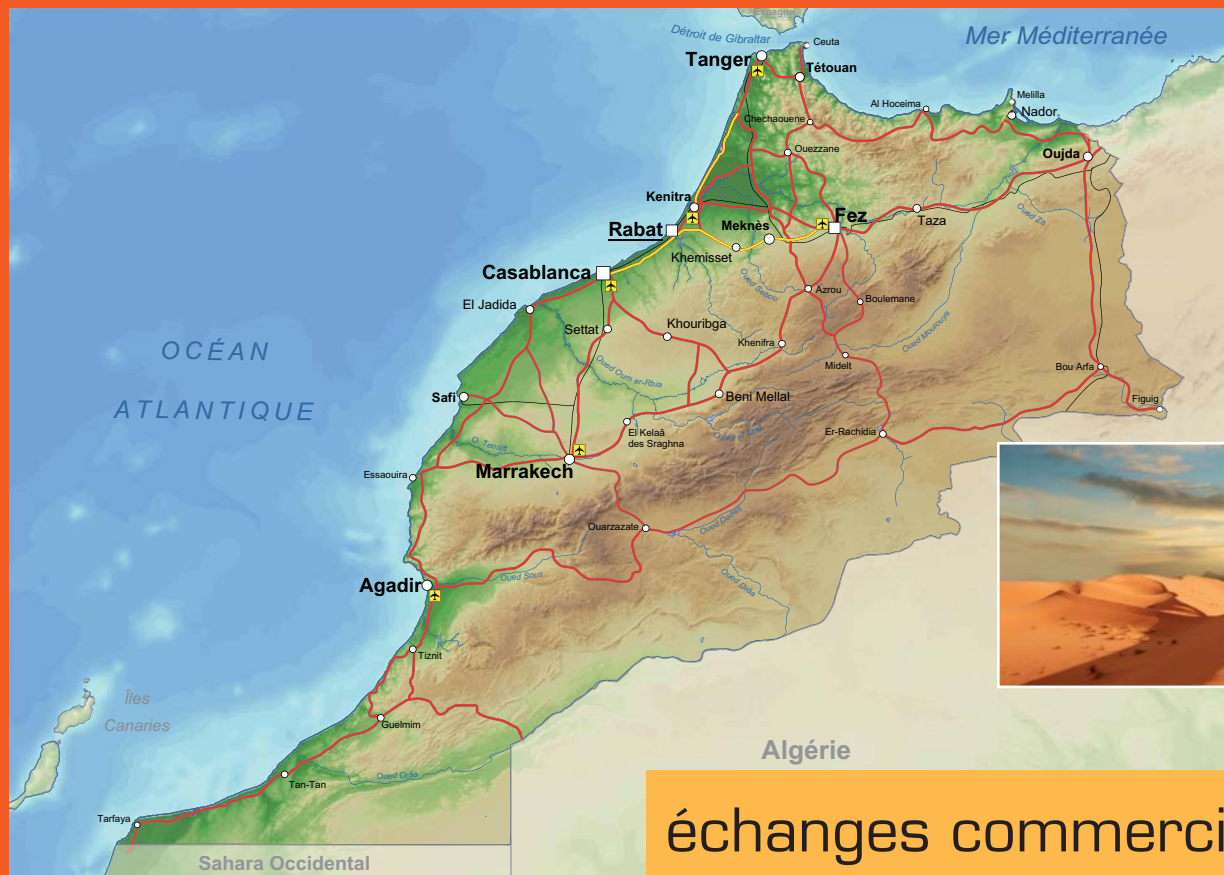 Espagne
Détroit de Gibraltar
Ceuta
Mer Méditerranée
Tanger
Tétouan
Melilla
Al Hoceima
Nador
Chechaouene
Ouezzane
Oujda
Kenitra
Fez
Taza
Oued Za
Rabat
Meknès
Khemisset
Casablanca
Oued Sebou
Azrou
Boulemane
El Jadida
Settat
Khouribga
Khenifra
Oued Moulouya
OCÉAN
ATLANTIQUE
Oued Oum er-Rbia
Midelt
Bou Arfa
Safi
Beni Mellal
Figuig
El Kelaâ
des Sraghna
Er-Rachidia
O. Tensift
Marrakech
Essaouira
Ouarzazate
Oued Dadès
Agadir
Oued Sous
Oued Drâa
Tiznit
Îles
Canaries
Guelmim
Algérie
Tan-Tan
Oued Drâa
Tarfaya
Sahara Occidental
échanges commerci